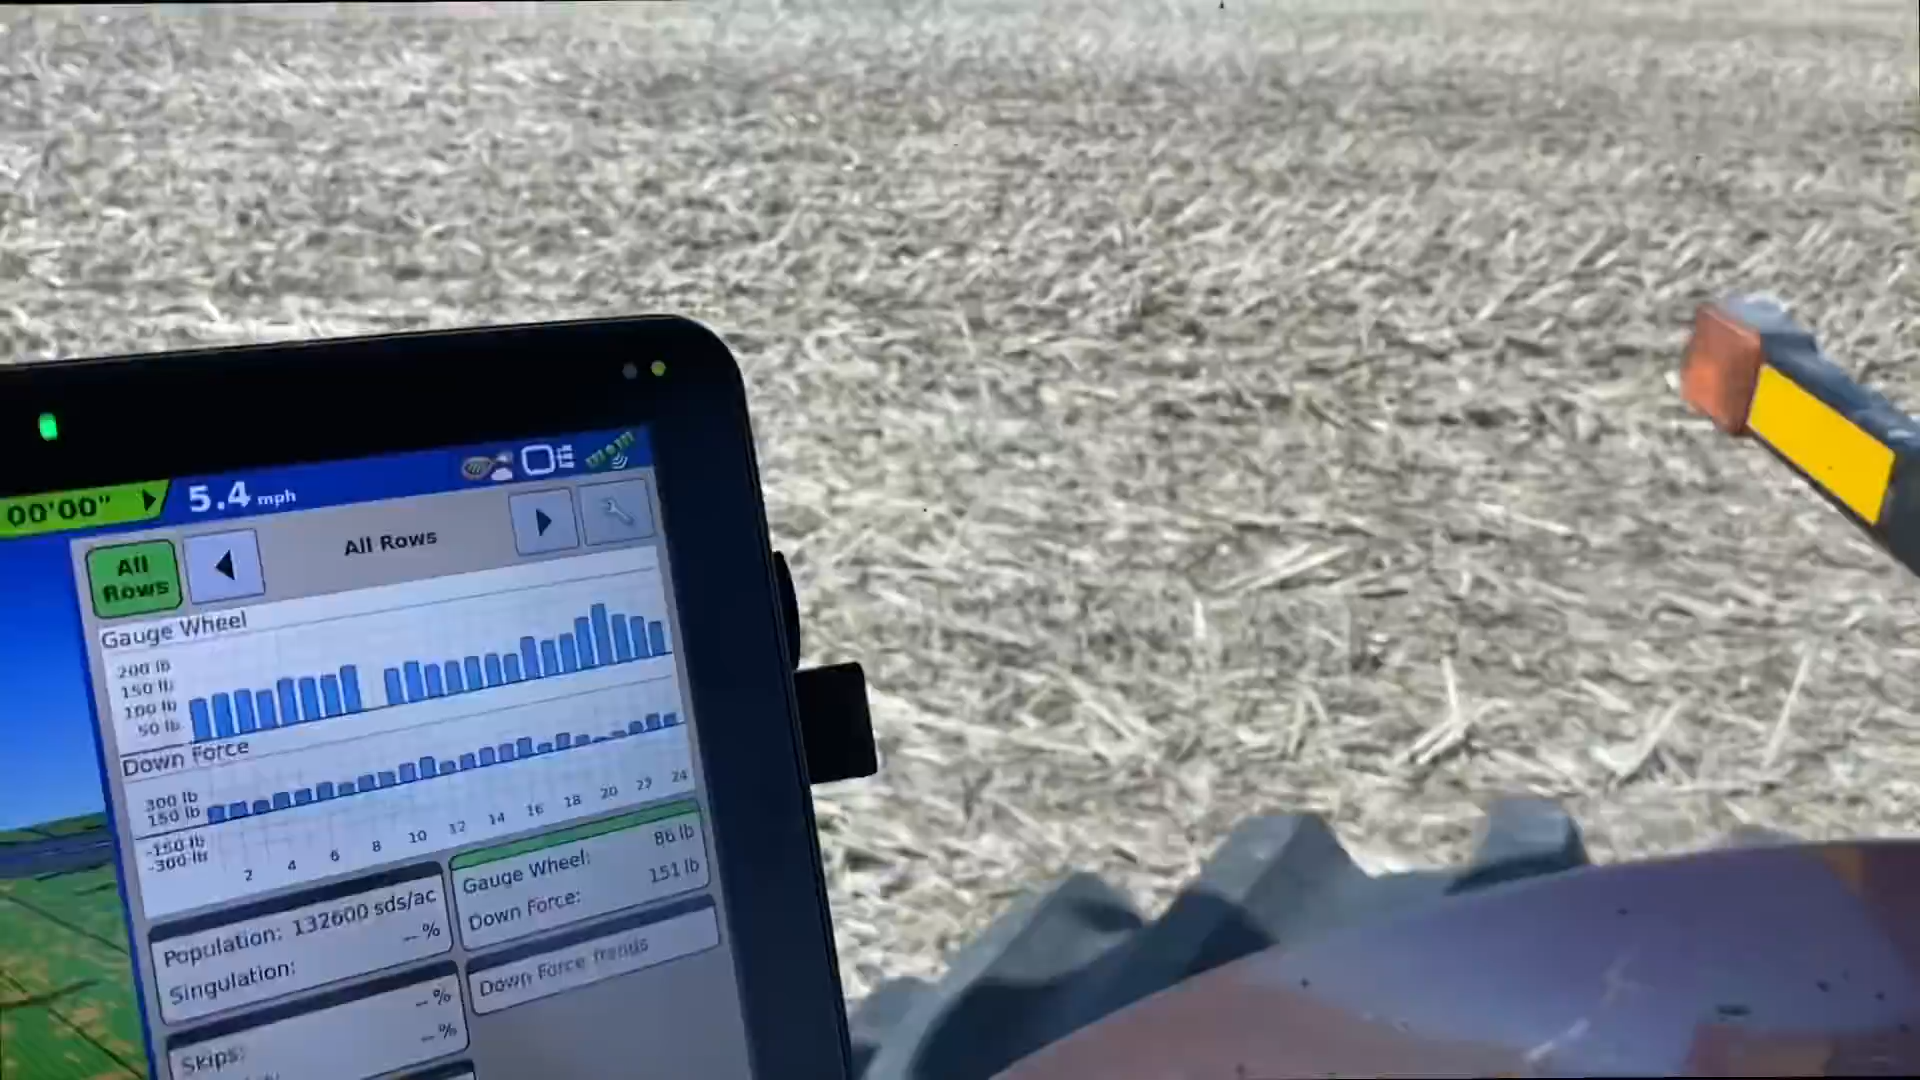 00'00"
5.4 mph
All Rows
All Rows
Gauge Wheel
200 lb
150 lb
100 lb
50 lb
Down Force
300 lb
150 lb
-150 lb
-300 lb
2 4 6 8 10 12 14 16 18 20 22 24
Population: 132600 sds/ac
Singulation: -- %
Gauge Wheel: 86 lb
Down Force: 151 lb
Down Force Trends
Skips: -- %
-- %